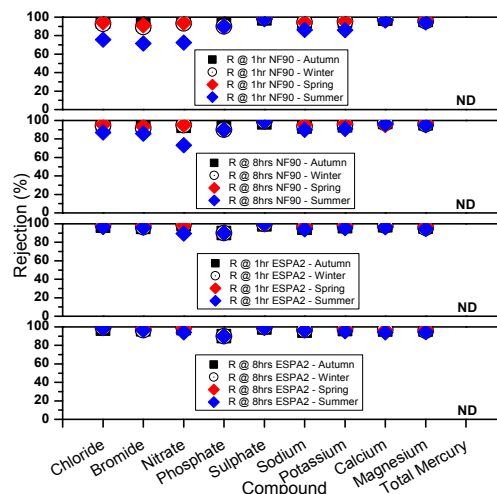 100
80
60
40
20
0
R @ 1hr NF90 - Autumn
R @ 1hr NF90 - Winter
R @ 1hr NF90 - Spring
R @ 1hr NF90 - Summer
ND
100
80
60
40
20
0
R @ 8hrs NF90 - Autumn
R @ 8hrs NF90 - Winter
R @ 8hrs NF90 - Spring
R @ 8hrs NF90 - Summer
ND
Rejection (%)
100
80
60
40
20
0
R @ 1hr ESPA2 - Autumn
R @ 1hr ESPA2 - Winter
R @ 1hr ESPA2 - Spring
R @ 1hr ESPA2 - Summer
ND
100
80
60
40
20
0
R @ 8hrs ESPA2 - Autumn
R @ 8hrs ESPA2 - Winter
R @ 8hrs ESPA2 - Spring
R @ 8hrs ESPA2 - Summer
ND
Chloride
Bromide
Nitrate
Phosphate
Sulphate
Sodium
Potassium
Calcium
Magnesium
Total Mercury
Compound